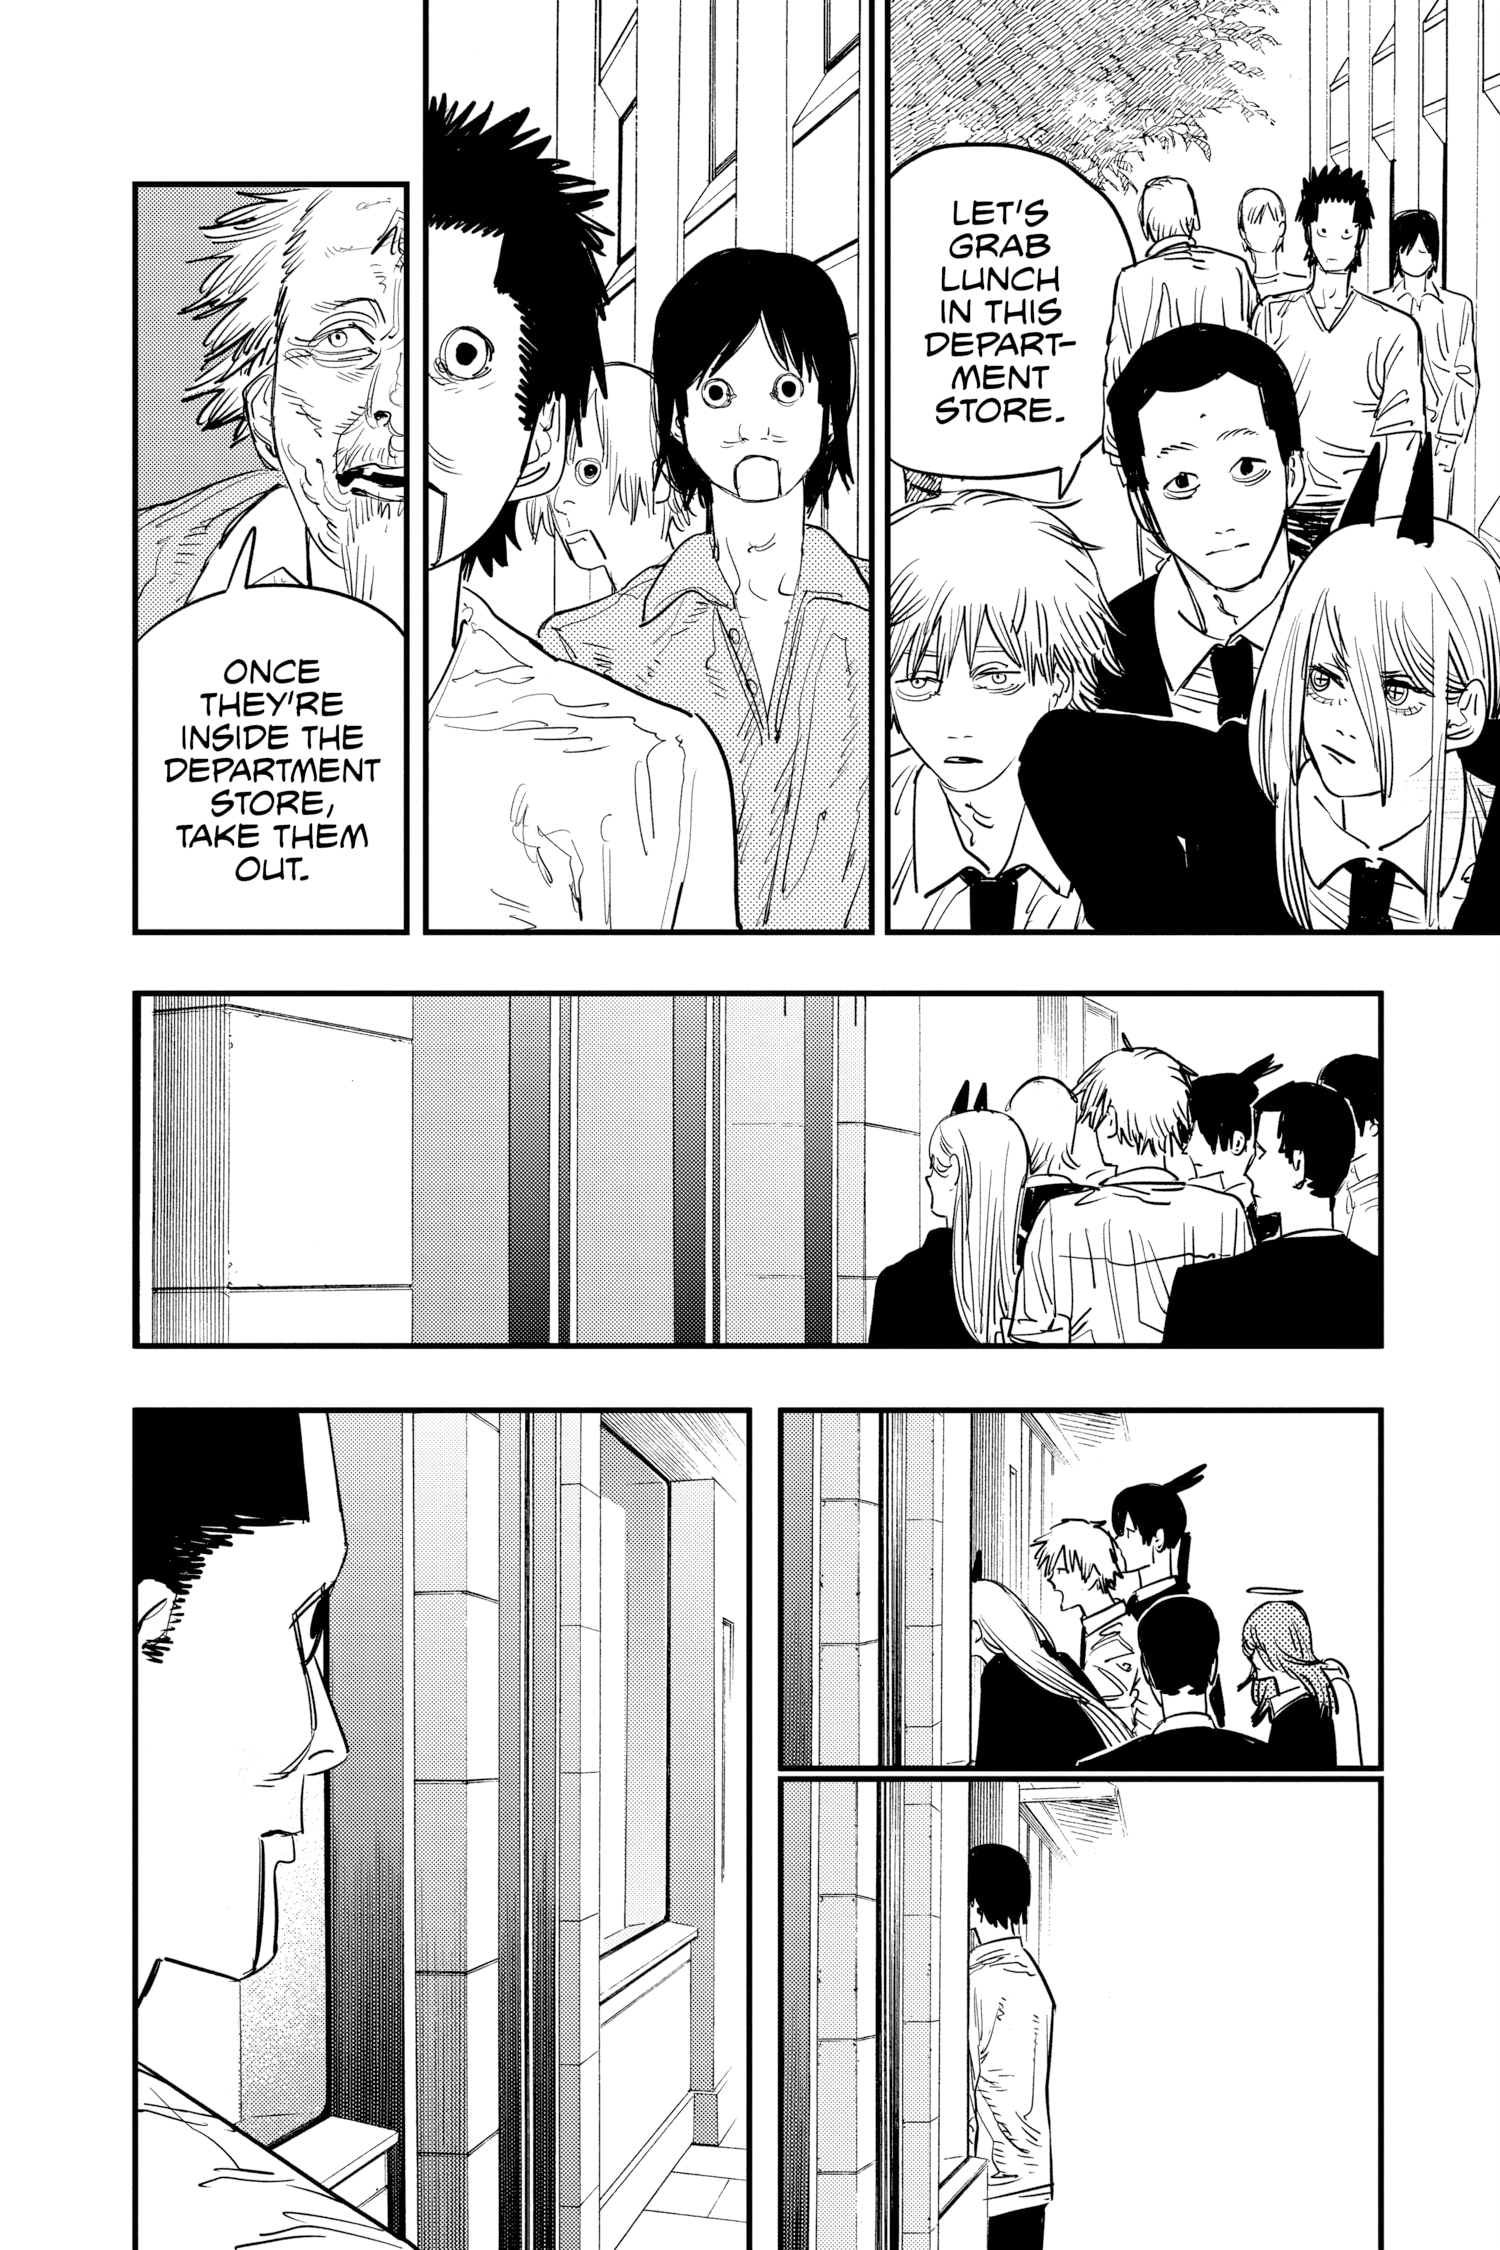 LET'S
GRAB
LUNCH
IN THIS
DEPART-
MENT
STORE.
ONCE
THEY'RE
INSIDE THE
DEPARTMENT
STORE,
TAKE THEM
OUT.